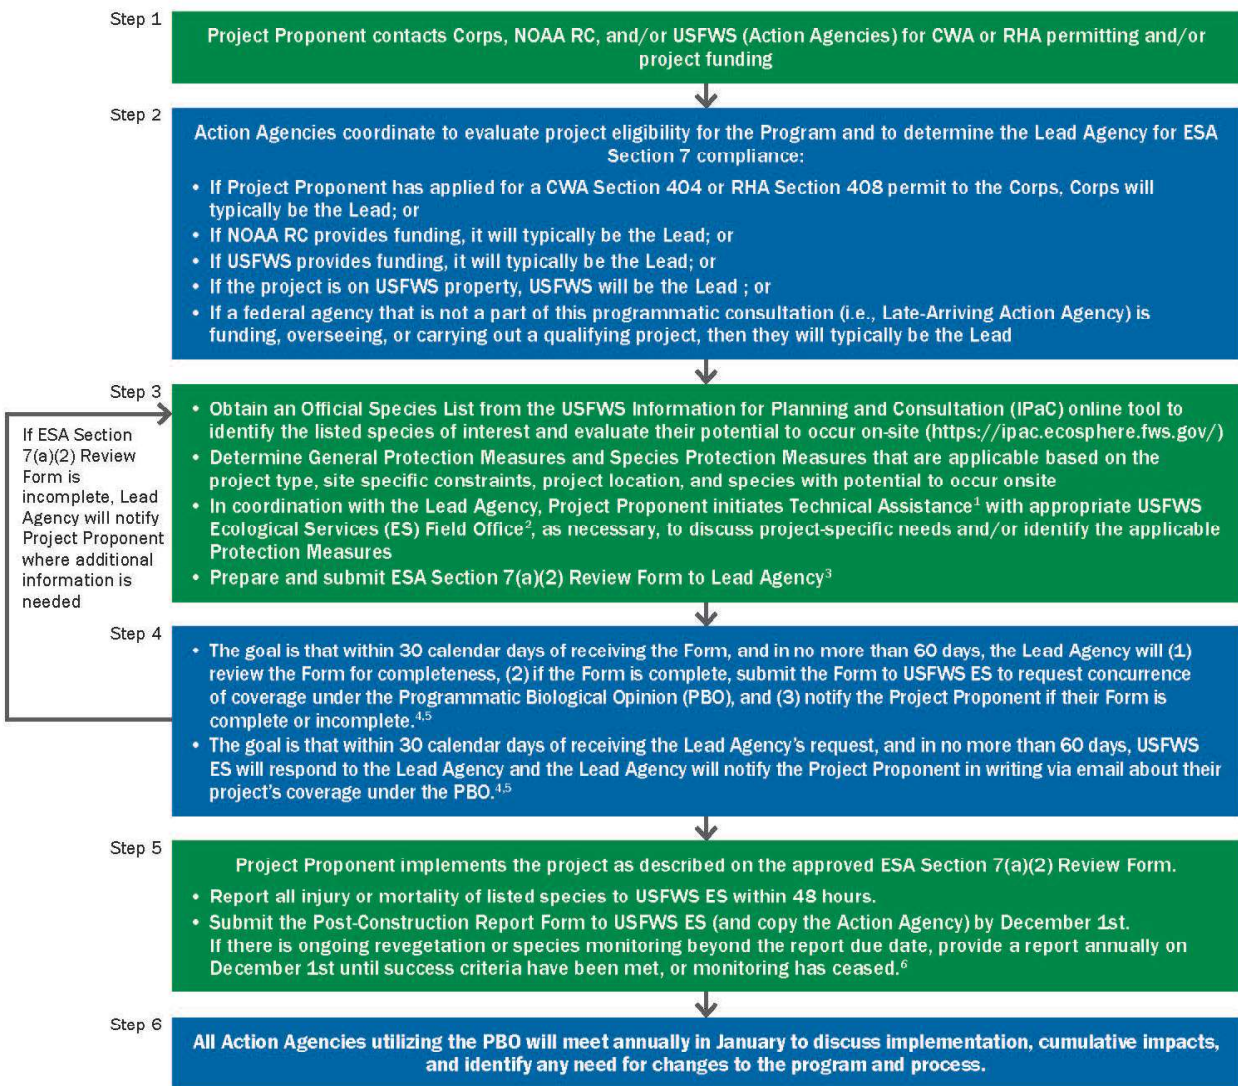 Step 1
Project Proponent contacts Corps, NOAA RC, and/or USFWS (Action Agencies) for CWA or RHA permitting and/or
project funding
Step 2
Action Agencies coordinate to evaluate project eligibility for the Program and to determine the Lead Agency for ESA
Section 7 compliance:
• If Project Proponent has applied for a CWA Section 404 or RHA Section 408 permit to the Corps, Corps will
typically be the Lead; or
• If NOAA RC provides funding, it will typically be the Lead; or
• If USFWS provides funding, it will typically be the Lead; or
• If the project is on USFWS property, USFWS will be the Lead ; or
• If a federal agency that is not a part of this programmatic consultation (i.e., Late-Arriving Action Agency) is
funding, overseeing, or carrying out a qualifying project, then they will typically be the Lead
Step 3
• Obtain an Official Species List from the USFWS Information for Planning and Consultation (IPaC) online tool to
identify the listed species of interest and evaluate their potential to occur on-site (https://ipac.ecosphere.fws.gov/)
• Determine General Protection Measures and Species Protection Measures that are applicable based on the
project type, site specific constraints, project location, and species with potential to occur onsite
• In coordination with the Lead Agency, Project Proponent initiates Technical Assistance¹ with appropriate USFWS
Ecological Services (ES) Field Office², as necessary, to discuss project-specific needs and/or identify the applicable
Protection Measures
• Prepare and submit ESA Section 7(a)(2) Review Form to Lead Agency³
If ESA Section
7(a)(2) Review
Form is
incomplete, Lead
Agency will notify
Project Proponent
where additional
information is
needed
Step 4
• The goal is that within 30 calendar days of receiving the Form, and in no more than 60 days, the Lead Agency will (1)
review the Form for completeness, (2) if the Form is complete, submit the Form to USFWS ES to request concurrence
of coverage under the Programmatic Biological Opinion (PBO), and (3) notify the Project Proponent if their Form is
complete or incomplete.⁴,⁵
• The goal is that within 30 calendar days of receiving the Lead Agency's request, and in no more than 60 days, USFWS
ES will respond to the Lead Agency and the Lead Agency will notify the Project Proponent in writing via email about their
project's coverage under the PBO.⁴,⁵
Step 5
Project Proponent implements the project as described on the approved ESA Section 7(a)(2) Review Form.
• Report all injury or mortality of listed species to USFWS ES within 48 hours.
• Submit the Post-Construction Report Form to USFWS ES (and copy the Action Agency) by December 1st.
If there is ongoing revegetation or species monitoring beyond the report due date, provide a report annually on
December 1st until success criteria have been met, or monitoring has ceased.⁶
Step 6
All Action Agencies utilizing the PBO will meet annually in January to discuss implementation, cumulative impacts,
and identify any need for changes to the program and process.